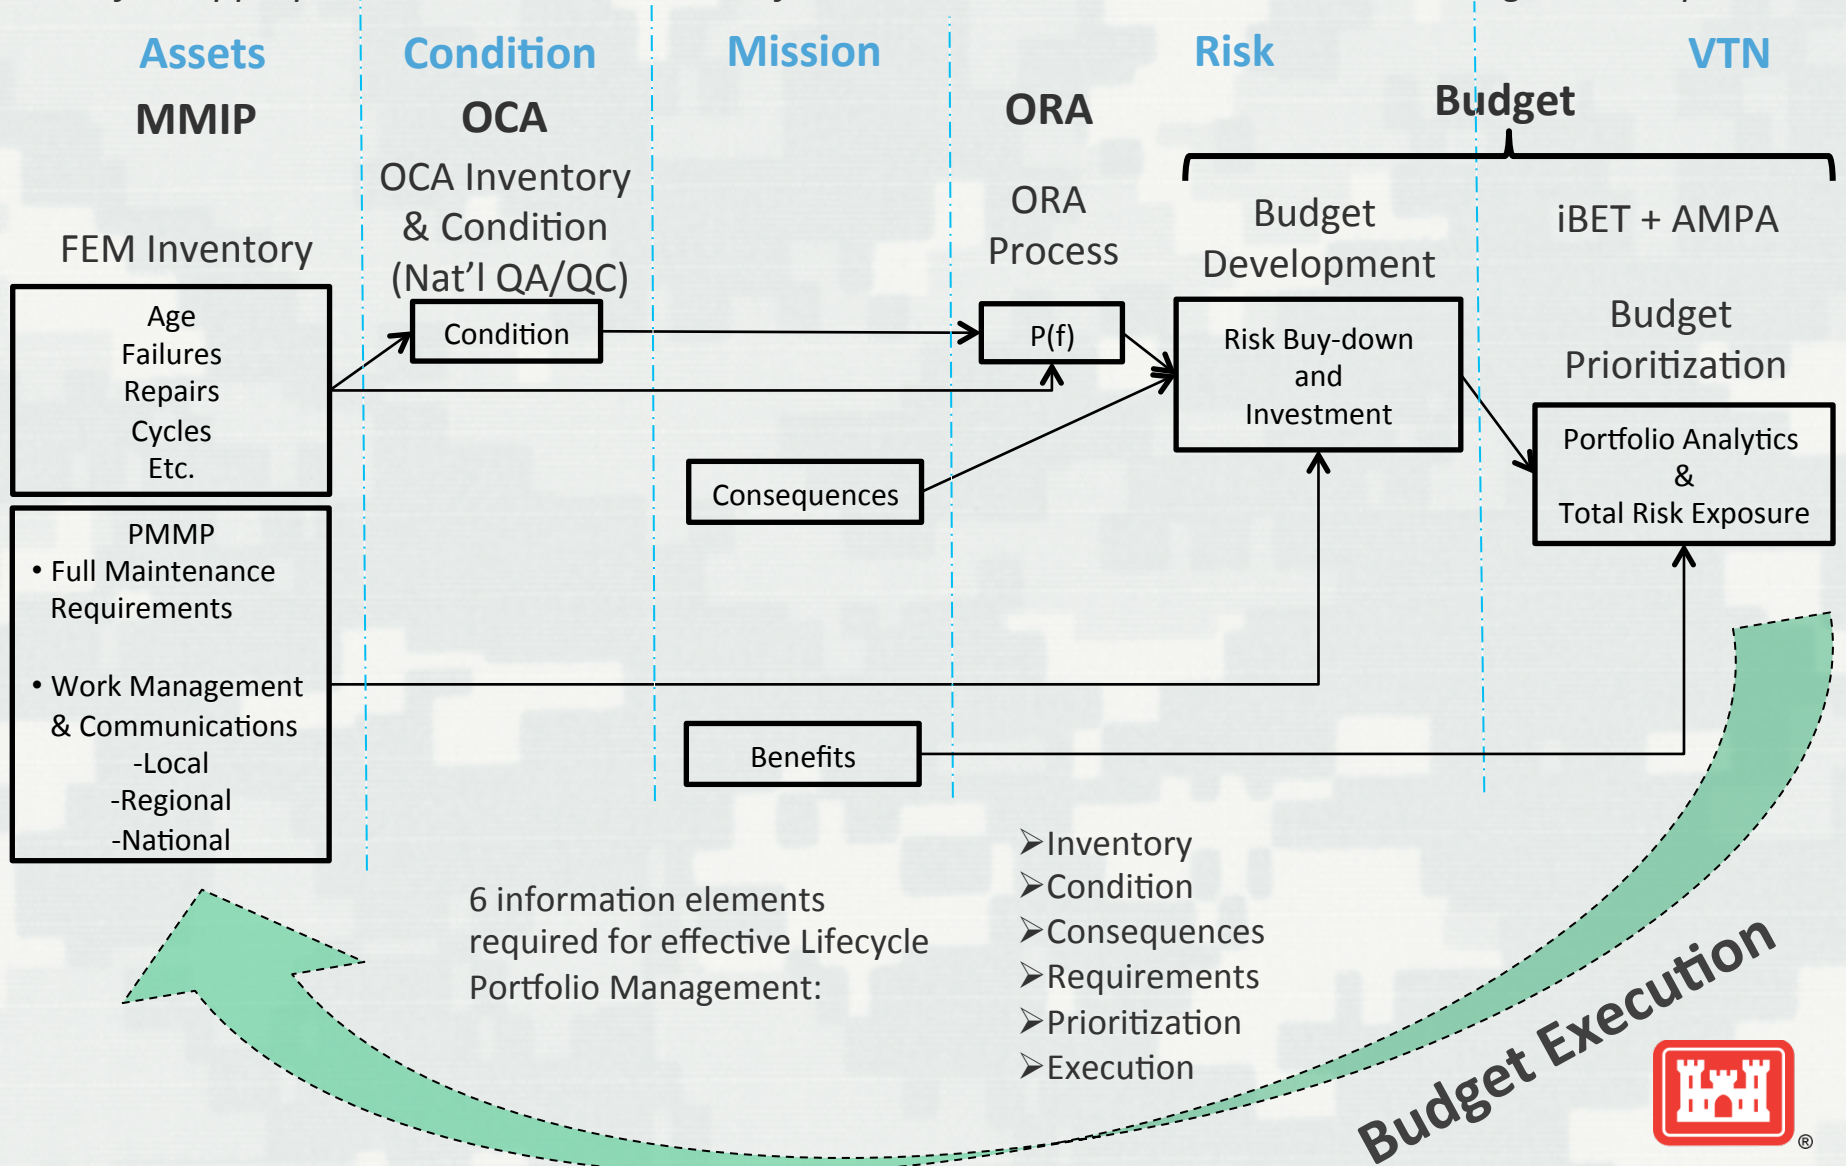 Assets
Condition
Mission
Risk
VTN
MMIP
OCA
ORA
Budget
FEM Inventory
OCA Inventory
& Condition
(Nat’l QA/QC)
ORA
Process
Budget
Development
iBET + AMPA
Budget
Prioritization
Age
Failures
Repairs
Cycles
Etc.
Condition
P(f)
Risk Buy-down
and
Investment
Consequences
Portfolio Analytics
&
Total Risk Exposure
PMMP
• Full Maintenance
Requirements
• Work Management
& Communications
-Local
-Regional
-National
Benefits
6 information elements
required for effective Lifecycle
Portfolio Management:
➢Inventory
➢Condition
➢Consequences
➢Requirements
➢Prioritization
➢Execution
Budget Execution
®